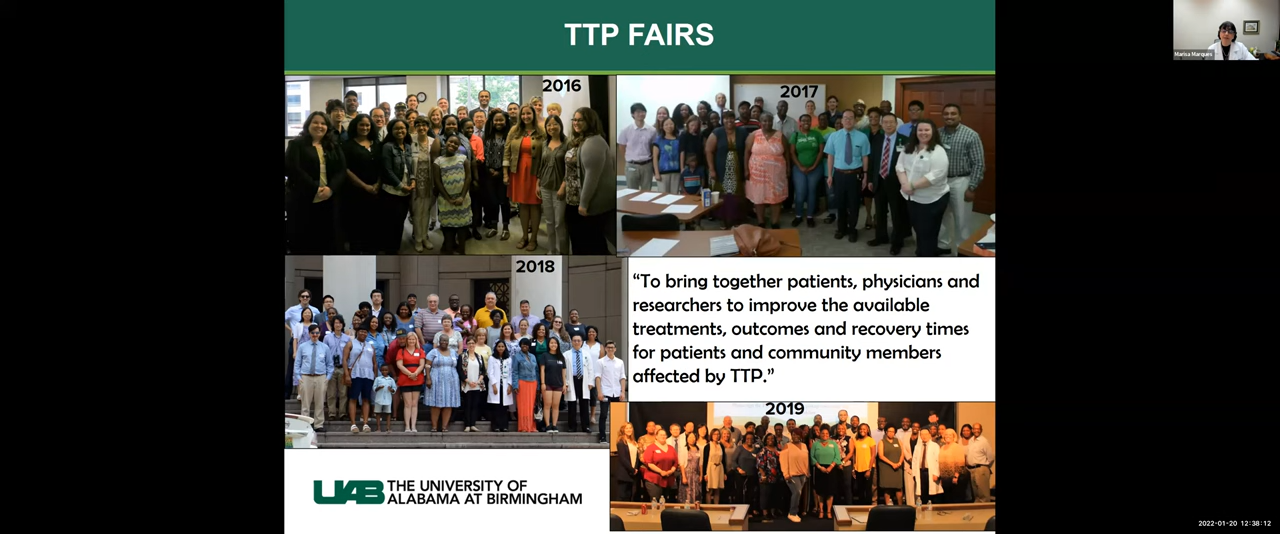 TTP FAIRS
Marisa Marques
2016
2017
2018
“To bring together patients, physicians and
researchers to improve the available
treatments, outcomes and recovery times
for patients and community members
affected by TTP.”
2019
UAB THE UNIVERSITY OF
ALABAMA AT BIRMINGHAM
2022-01-20 12:38:12